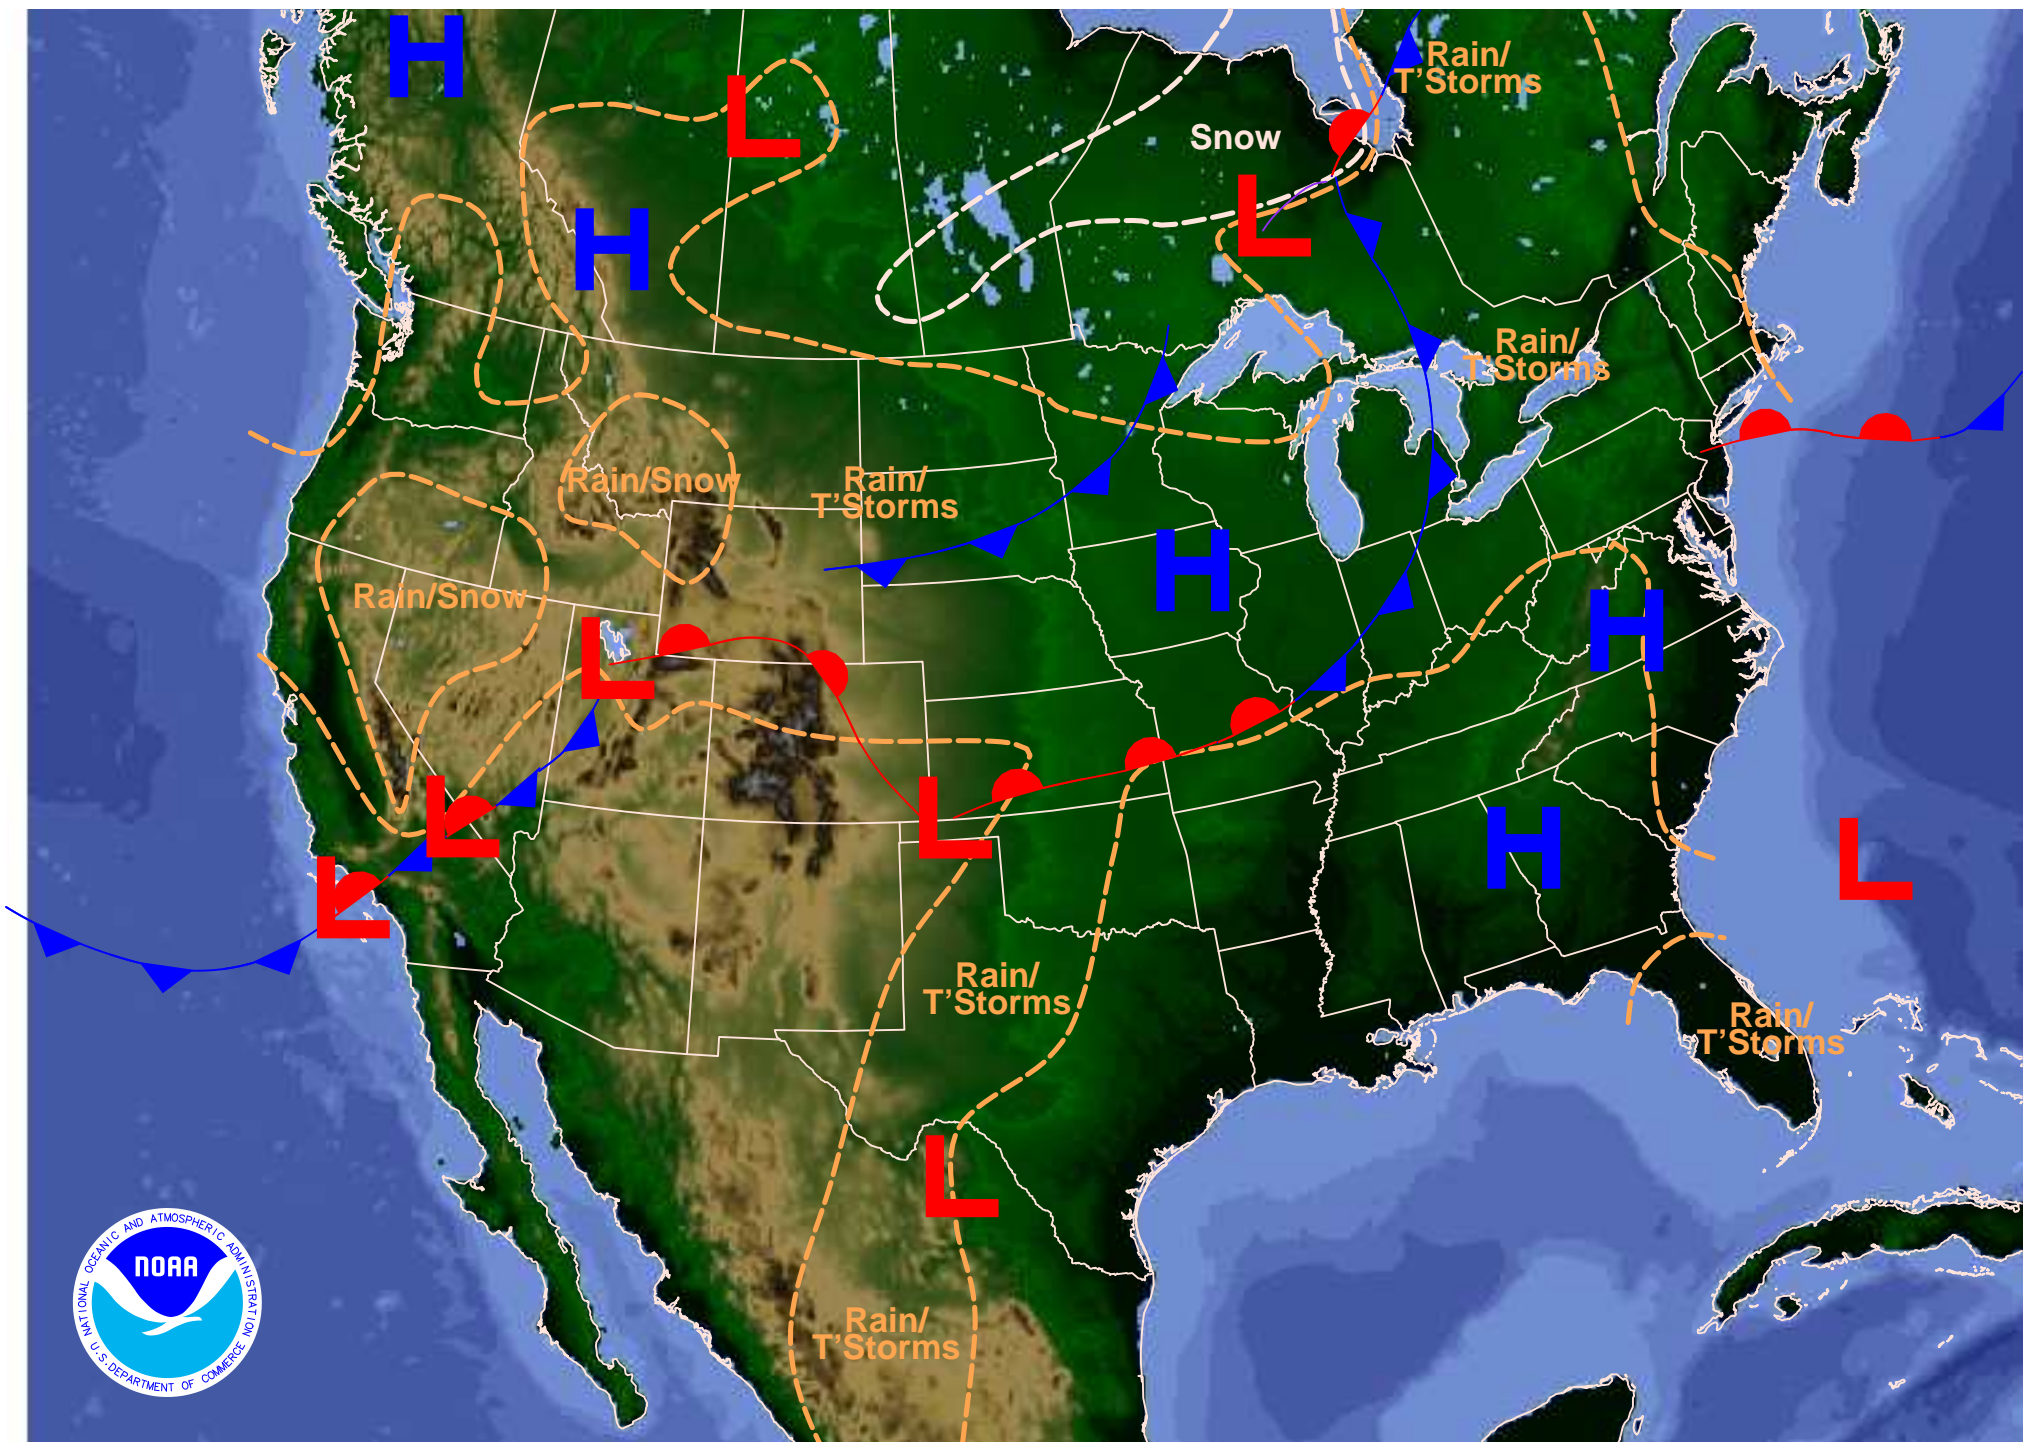 H
L
Rain/
T'Storms
Snow
L
H
Rain/
T'Storms
Rain/Snow
Rain/
T'Storms
H
Rain/Snow
H
L
L
L
H
L
L
Rain/
T'Storms
Rain/
T'Storms
L
Rain/
T'Storms
NATIONAL OCEANIC AND ATMOSPHERIC ADMINISTRATION
NOAA
U.S. DEPARTMENT OF COMMERCE